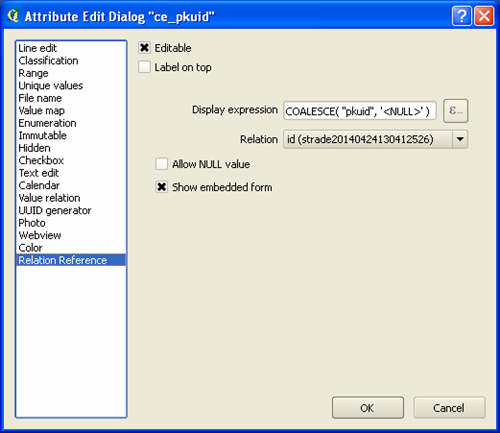 Attribute Edit Dialog "ce_pkuid"
Line edit
Classification
Range
Unique values
File name
Value map
Enumeration
Immutable
Hidden
Checkbox
Text edit
Calendar
Value relation
UUID generator
Photo
Webview
Color
Relation Reference
Editable
Label on top
Display expression COALESCE( "pkuid", '<NULL>' ) ε...
Relation id (strade20140424130412526)
Allow NULL value
Show embedded form
OK Cancel